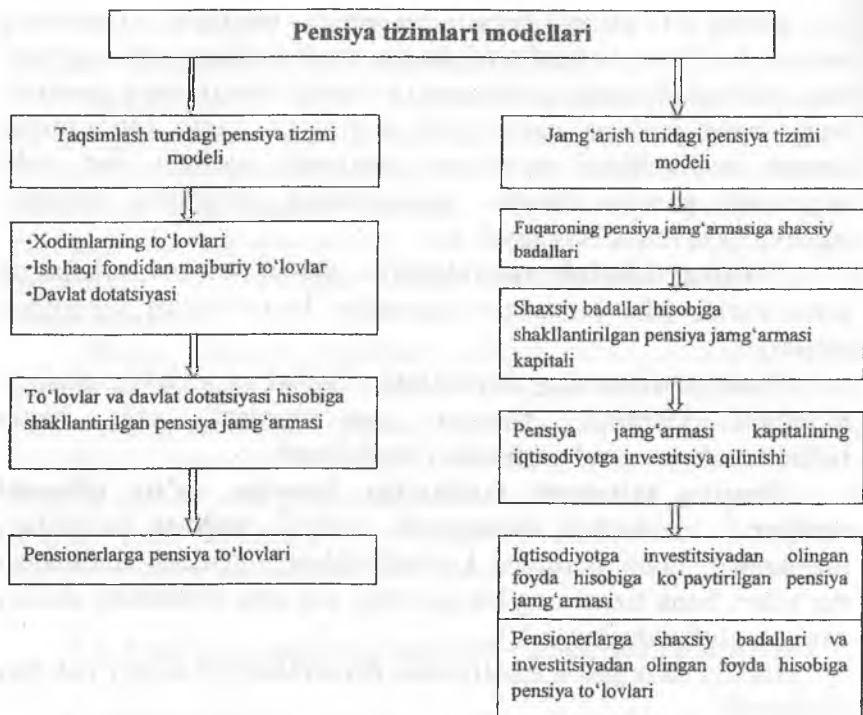 Pensiya tizimlari modellari
Taqsimlash turidagi pensiya tizimi
modeli
•Xodimlarning to‘lovlari
•Ish haqi fondidan majburiy to‘lovlar
•Davlat dotatsiyasi
To‘lovlar va davlat dotatsiyasi hisobiga
shakllantirilgan pensiya jamg‘armasi
Pensionerlarga pensiya to‘lovlari
Jamg‘arish turidagi pensiya tizimi
modeli
Fuqaroning pensiya jamg‘armasiga shaxsiy
badallari
Shaxsiy badallar hisobiga
shakllantirilgan pensiya jamg‘armasi
kapitali
Pensiya jamg‘armasi kapitalining
Iqtisodiyotga investitsiya qilinishi
Iqtisodiyotga investitsiyadan olingan
foyda hisobiga ko‘paytirilgan pensiya
jamg‘armasi
Pensionerlarga shaxsiy badallari va
investitsiyadan olingan foyda hisobiga
pensiya to‘lovlari